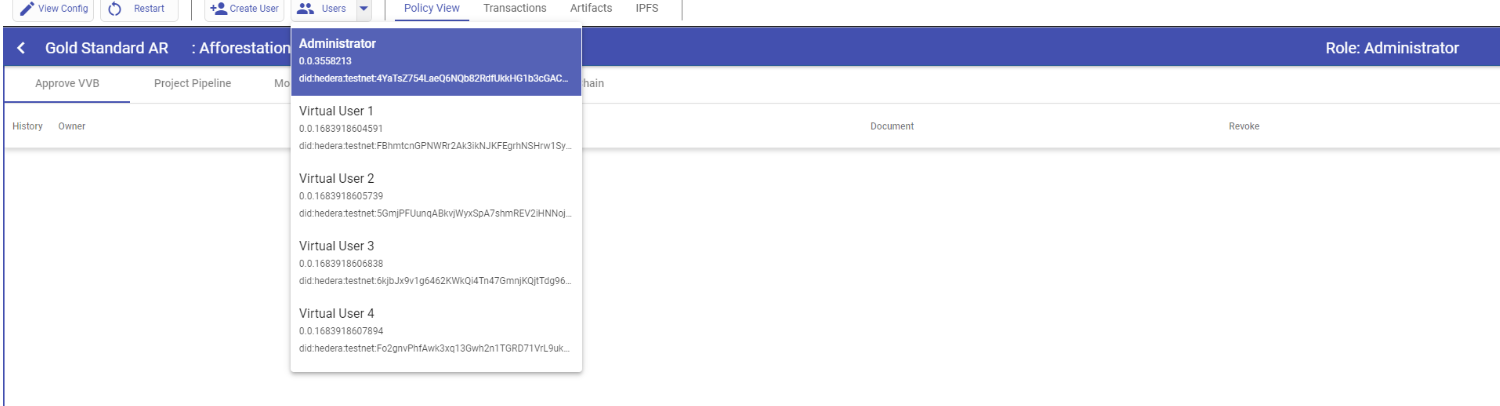 View Config Restart Create User Users Policy View Transactions Artifacts IPFS
Gold Standard AR : Afforestation Role: Administrator
Approve VVB Project Pipeline Mo hain
History Owner Document Revoke
Administrator
0.0.3558213
did:hedera:testnet:4YaTsZ754LaeQ6NQb82RdfUkkHG1b3cGAC...
Virtual User 1
0.0.1683918604591
did:hedera:testnet:FBhmtcnGPNWRr2Ak3ikNJKFEgrhNSHrw1Sy...
Virtual User 2
0.0.1683918605739
did:hedera:testnet:5GmjPFUunqABkvjWyxSpA7shmREV2iHNNoj...
Virtual User 3
0.0.1683918606838
did:hedera:testnet:6kjbJx9v1g6462KWkQi4Tn47GmnjKQjtTdg96...
Virtual User 4
0.0.1683918607894
did:hedera:testnet:Fo2gnvPhfAwk3xq13Gwh2n1TGRD71VrL9uk...